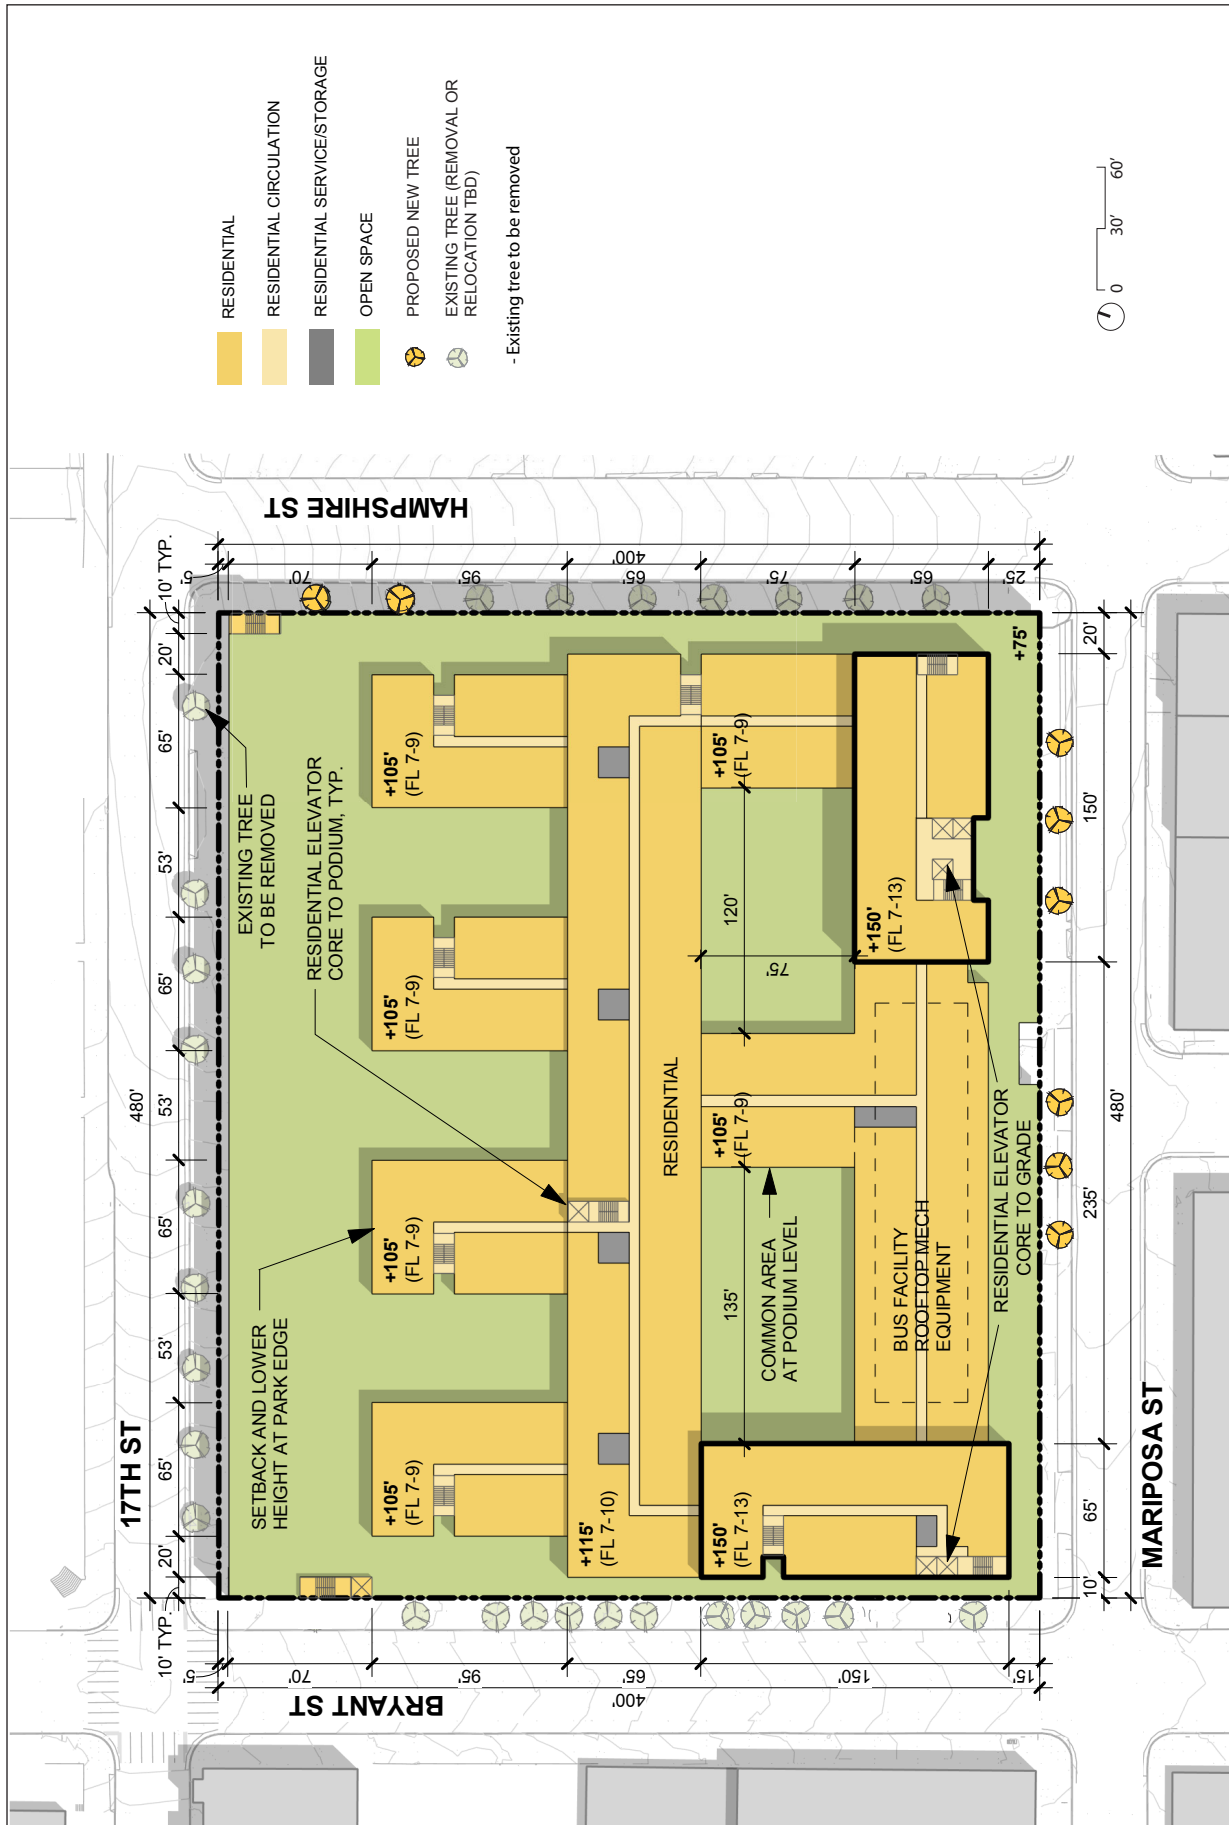 RESIDENTIAL
RESIDENTIAL CIRCULATION
RESIDENTIAL SERVICE/STORAGE
OPEN SPACE
PROPOSED NEW TREE
EXISTING TREE (REMOVAL OR
RELOCATION TBD)
- Existing tree to be removed
0 30' 60'
17TH ST
HAMPSHIRE ST
BRYANT ST
MARIPOSA ST
480'
10' TYP.
20'
65'
53'
65'
53'
65'
53'
65'
20'
10' TYP.
400'
5'
70'
95'
65'
75'
65'
25'
400'
5'
70'
95'
65'
150'
15'
480'
10'
65'
235'
150'
20'
SETBACK AND LOWER
HEIGHT AT PARK EDGE
RESIDENTIAL ELEVATOR
CORE TO PODIUM, TYP.
EXISTING TREE
TO BE REMOVED
+105'
(FL 7-9)
+105'
(FL 7-9)
+105'
(FL 7-9)
+105'
(FL 7-9)
+115'
(FL 7-10)
RESIDENTIAL
+150'
(FL 7-13)
+105'
(FL 7-9)
+105'
(FL 7-9)
+150'
(FL 7-13)
135'
120'
75'
COMMON AREA
AT PODIUM LEVEL
BUS FACILITY
ROOFTOP MECH
EQUIPMENT
RESIDENTIAL ELEVATOR
CORE TO GRADE
+75'